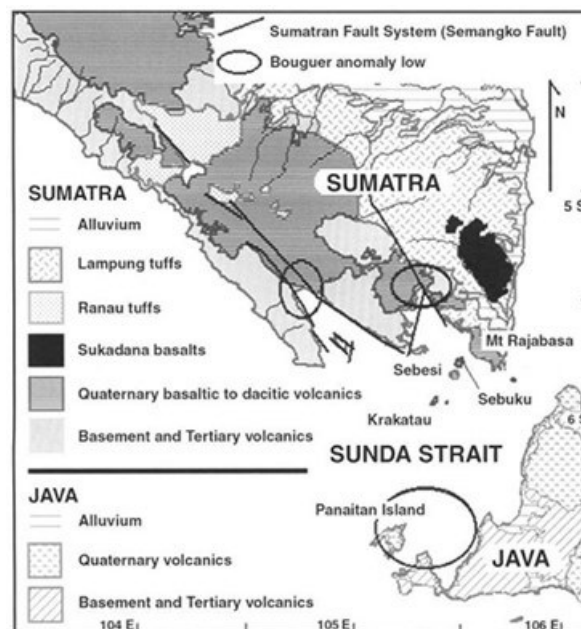 Sumatran Fault System (Semangko Fault)
Bouguer anomaly low
N
SUMATRA
5 S
SUMATRA
Alluvium
Lampung tuffs
Ranau tuffs
Sukadana basalts
Mt Rajabasa
Sebesi
Quaternary basaltic to dacitic volcanics
Sebuku
Krakatau
Basement and Tertiary volcanics
6 S
SUNDA STRAIT
JAVA
Panaitan Island
Alluvium
Quaternary volcanics
JAVA
Basement and Tertiary volcanics
104 E
105 E
106 E